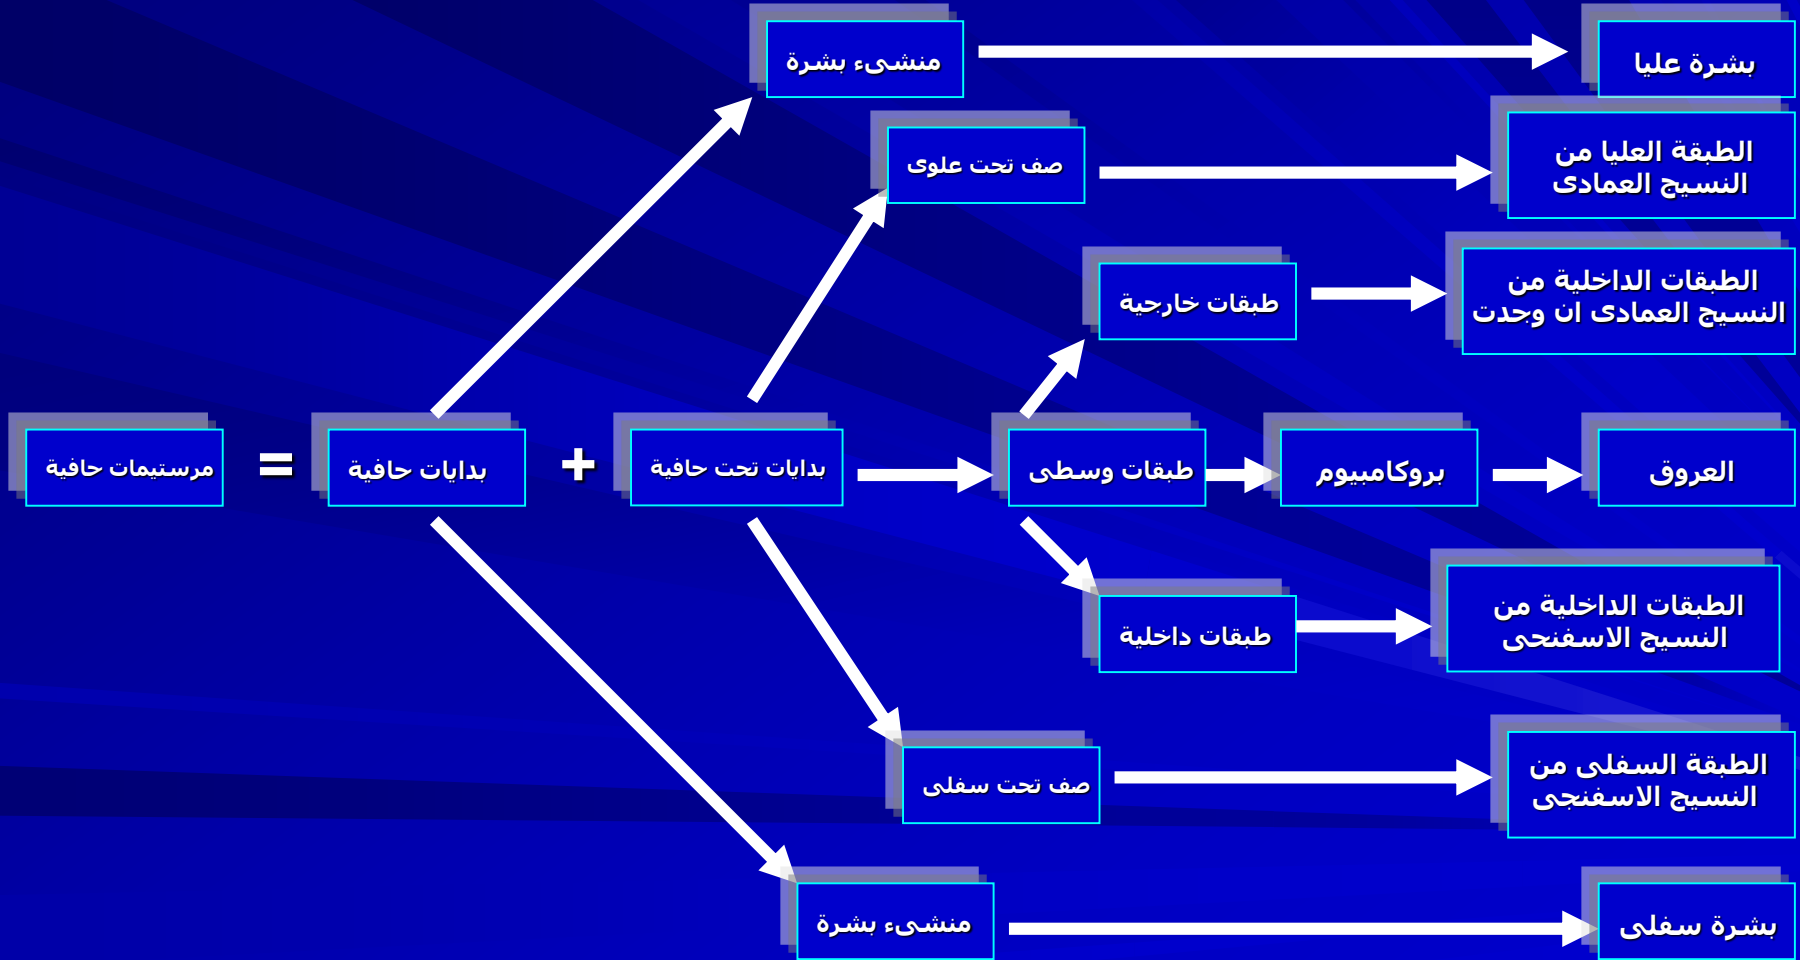 منشىء بشرة
بشرة عليا
صف تحت علوى
الطبقة العليا من
النسيج العمادى
طبقات خارجية
الطبقات الداخلية من
النسيج العمادى ان وجدت
مرستيمات حافية
=
بدايات حافية
+
بدايات تحت حافية
طبقات وسطى
بروكامبيوم
العروق
طبقات داخلية
الطبقات الداخلية من
النسيج الاسفنحى
صف تحت سفلى
الطبقة السفلى من
النسيج الاسفنجى
منشىء بشرة
بشرة سفلى